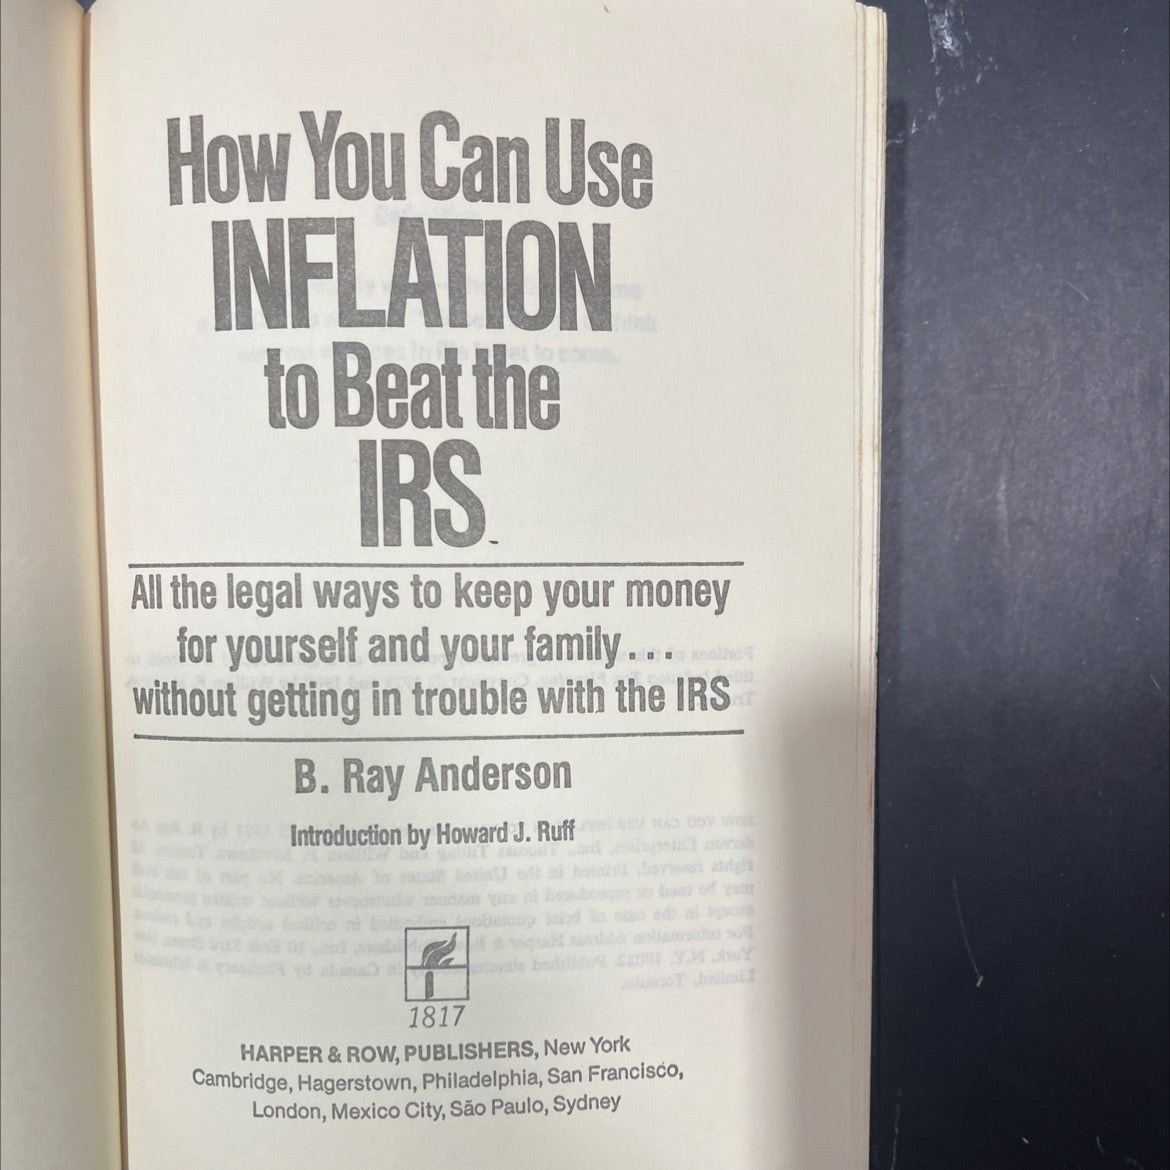 How You Can Use
INFLATION
to Beat the
IRS
All the legal ways to keep your money
for yourself and your family . . .
without getting in trouble with the IRS
B. Ray Anderson
Introduction by Howard J. Ruff
1817
HARPER & ROW, PUBLISHERS, New York
Cambridge, Hagerstown, Philadelphia, San Francisco,
London, Mexico City, São Paulo, Sydney